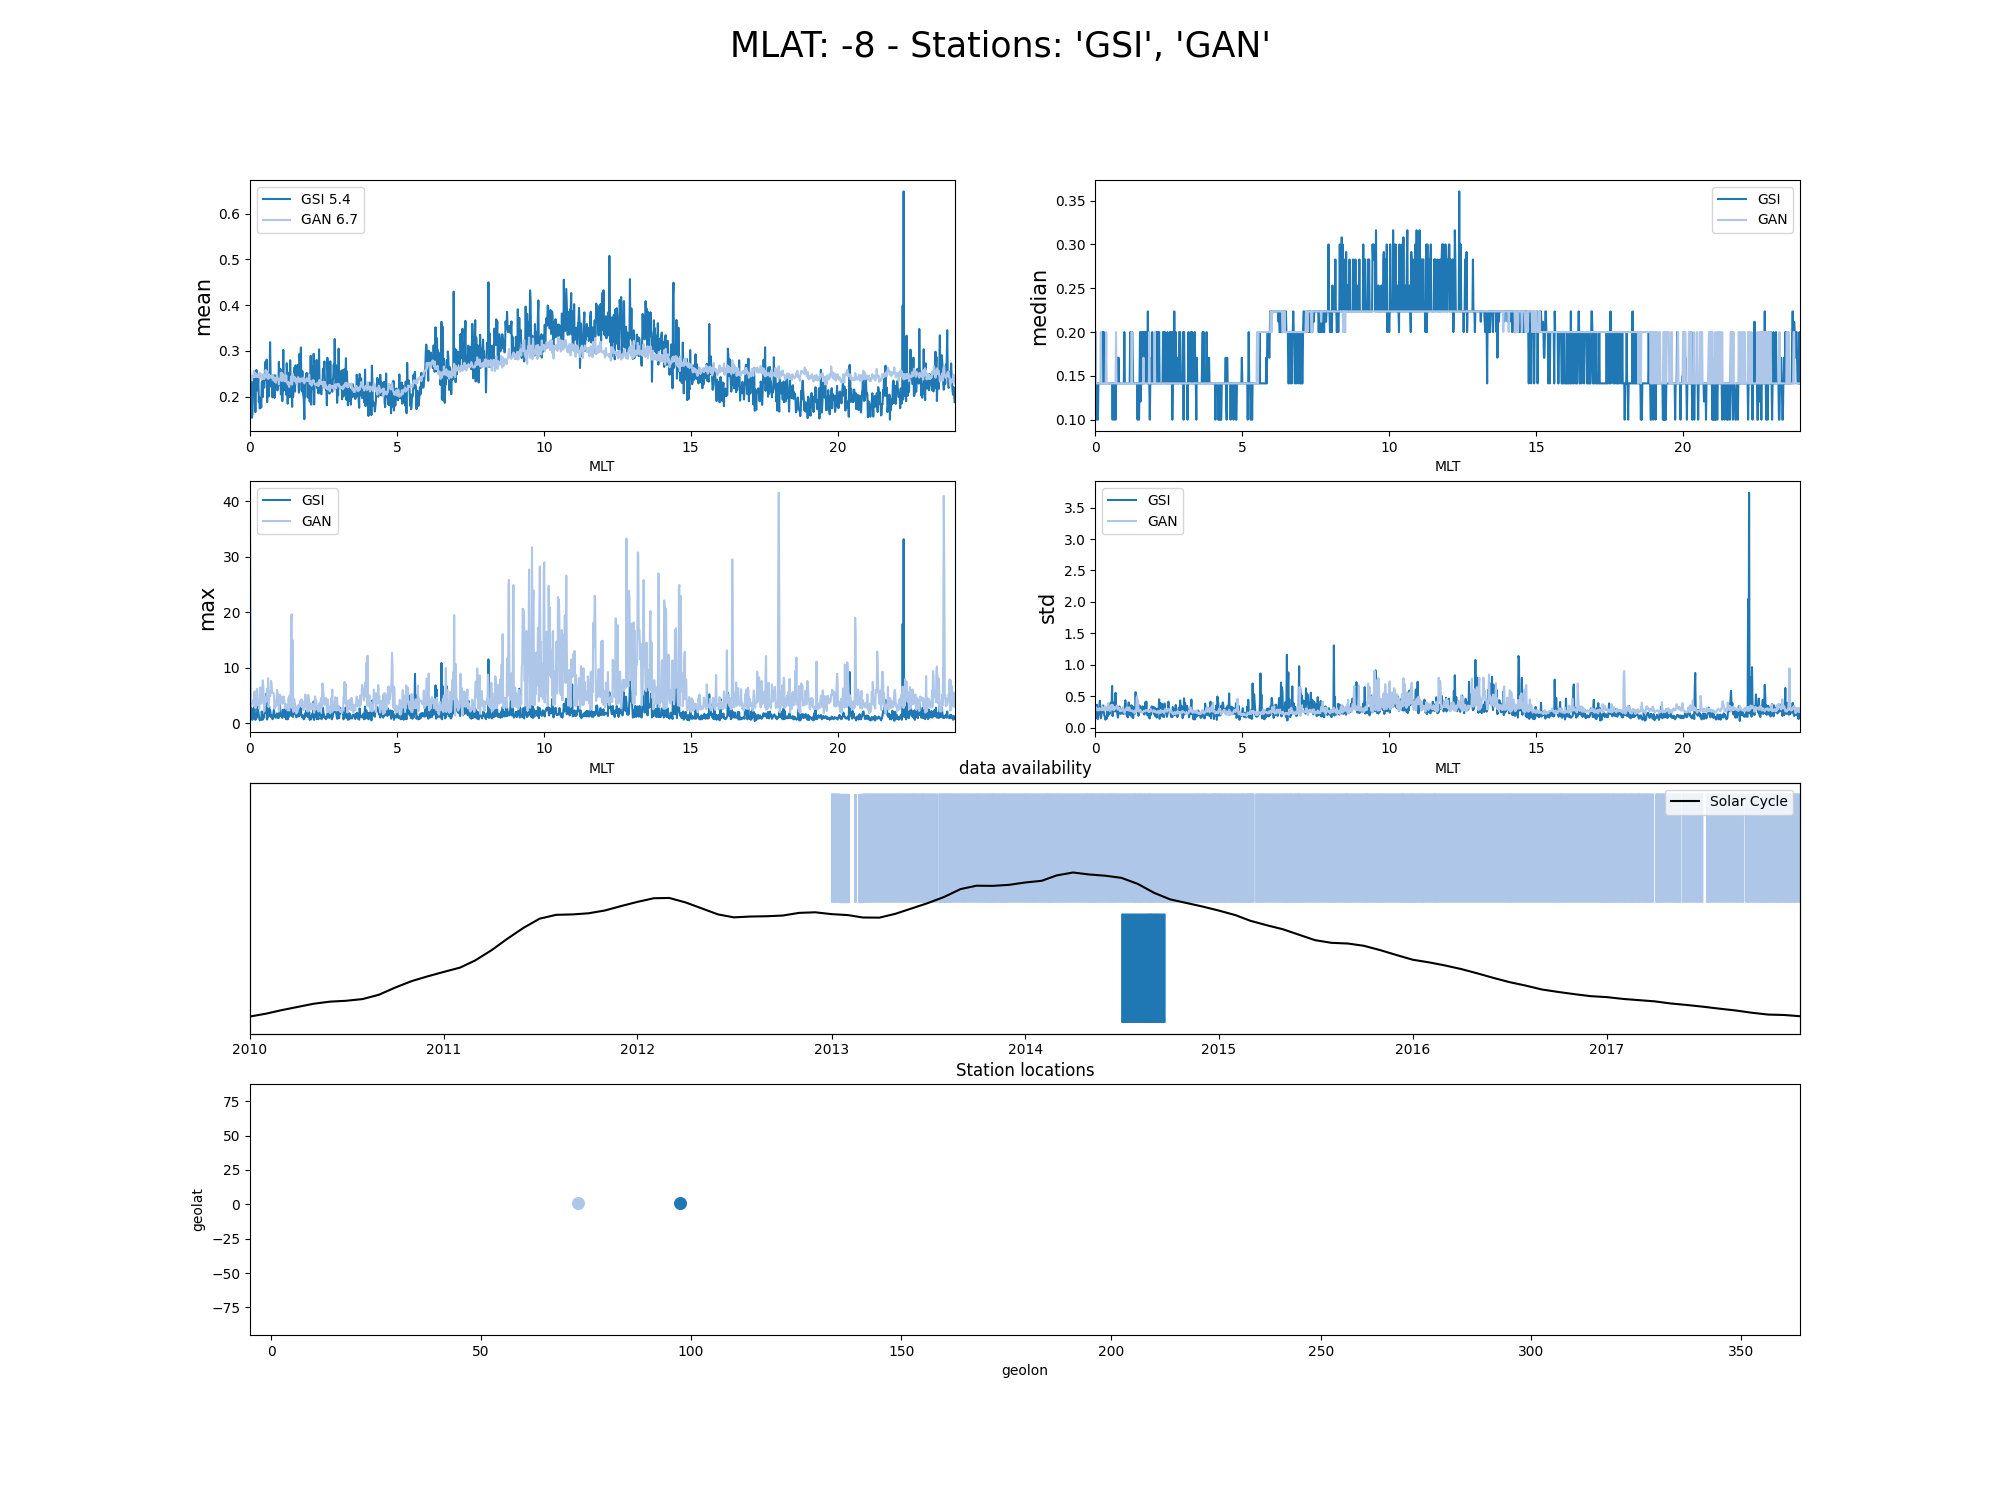 MLAT: -8 - Stations: 'GSI', 'GAN'
mean
0.6
0.5
0.4
0.3
0.2
GSI 5.4
GAN 6.7
0 5 10 15 20
MLT
median
0.35
0.30
0.25
0.20
0.15
0.10
GSI
GAN
0 5 10 15 20
MLT
max
40
30
20
10
0
GSI
GAN
0 5 10 15 20
MLT
std
3.5
3.0
2.5
2.0
1.5
1.0
0.5
0.0
GSI
GAN
0 5 10 15 20
MLT
data availability
Solar Cycle
2010 2011 2012 2013 2014 2015 2016 2017
Station locations
geolat
75
50
25
0
−25
−50
−75
0 50 100 150 200 250 300 350
geolon